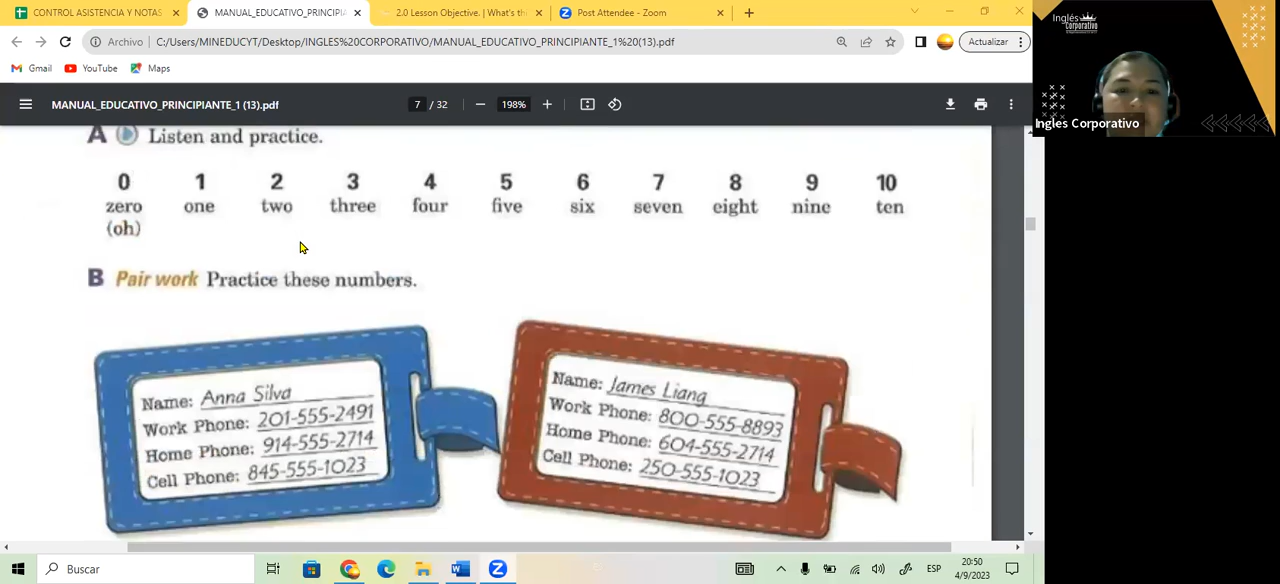 CONTROL ASISTENCIA Y NOTAS
MANUAL_EDUCATIVO_PRINCIPIA
2.0 Lesson Objective. | What's th
Post Attendee - Zoom
Archivo
C:/Users/MINEDUCYT/Desktop/INGLES%20CORPORATIVO/MANUAL_EDUCATIVO_PRINCIPIANTE_1%20(13).pdf
Actualizar
Gmail
YouTube
Maps
MANUAL_EDUCATIVO_PRINCIPIANTE_1 (13).pdf
7 / 32
198%
A Listen and practice.
0 1 2 3 4 5 6 7 8 9 10
zero one two three four five six seven eight nine ten
(oh)
B Pair work Practice these numbers.
Name: Anna Silva
Work Phone: 201-555-2491
Home Phone: 914-555-2714
Cell Phone: 845-555-1023
Name: James Liang
Work Phone: 800-555-8893
Home Phone: 604-555-2714
Cell Phone: 250-555-1023
Inglés
Corporativo
Ingles Corporativo
Buscar
ESP
20:50
4/9/2023